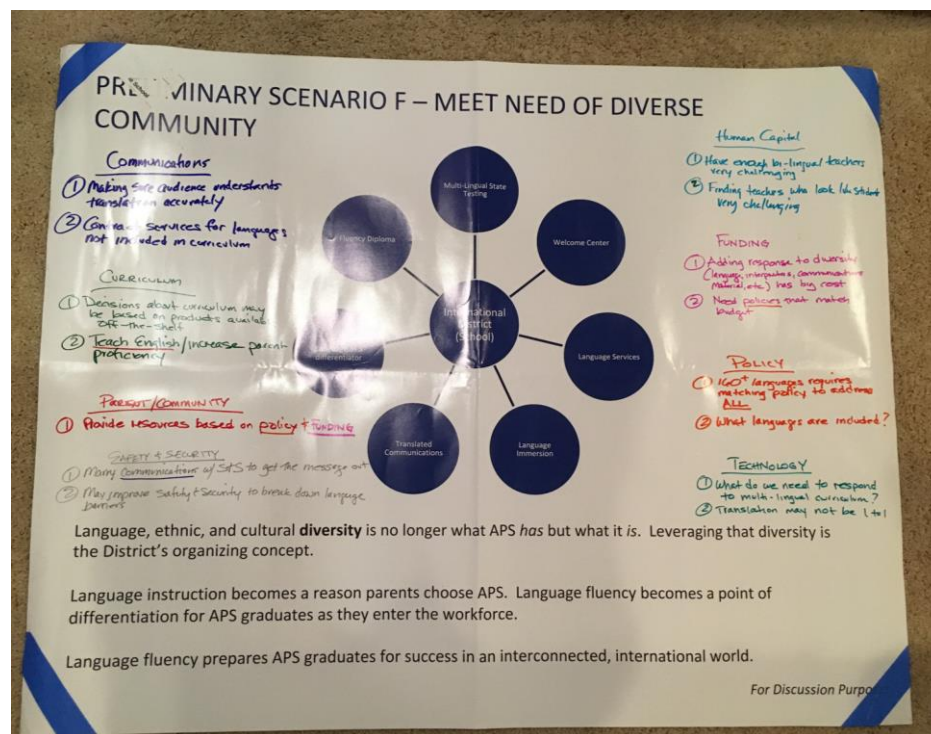 PRELIMINARY SCENARIO F – MEET NEED OF DIVERSE
COMMUNITY
Communications
① Making sure audience understands
translation accurately
② Contract services for languages
not included in curriculum
CURRICULUM
① Decisions about curriculum may
be based on products availabl
off-the-shelf
② Teach English/increase parent
proficiency
PARENT/COMMUNITY
① Provide resources based on policy + FUNDING
SAFETY & SECURITY
① Many communications w/ S+S to get the message out
② May improve Safety & Security to break down language
barriers
Multi-Lingual State
Testing
Fluency Diploma
Welcome Center
International
District
(School)
differentiator
Language Services
Translated
Communications
Language
Immersion
Human Capital
① Have enough bi-lingual teachers
very challenging
② Finding teachers who look like student
very challenging
FUNDING
① Adding response to diversity
(language, interpreters, communications
Material, etc.) has big cost
② Need policies that match
budget
POLICY
① 160+ languages requires
matching policy to address
ALL
② What languages are included?
TECHNOLOGY
① What do we need to respond
to multi-lingual curriculum?
② Translation may not be 1 to 1
Language, ethnic, and cultural diversity is no longer what APS has but what it is. Leveraging that diversity is
the District's organizing concept.
Language instruction becomes a reason parents choose APS. Language fluency becomes a point of
differentiation for APS graduates as they enter the workforce.
Language fluency prepares APS graduates for success in an interconnected, international world.
For Discussion Purpo